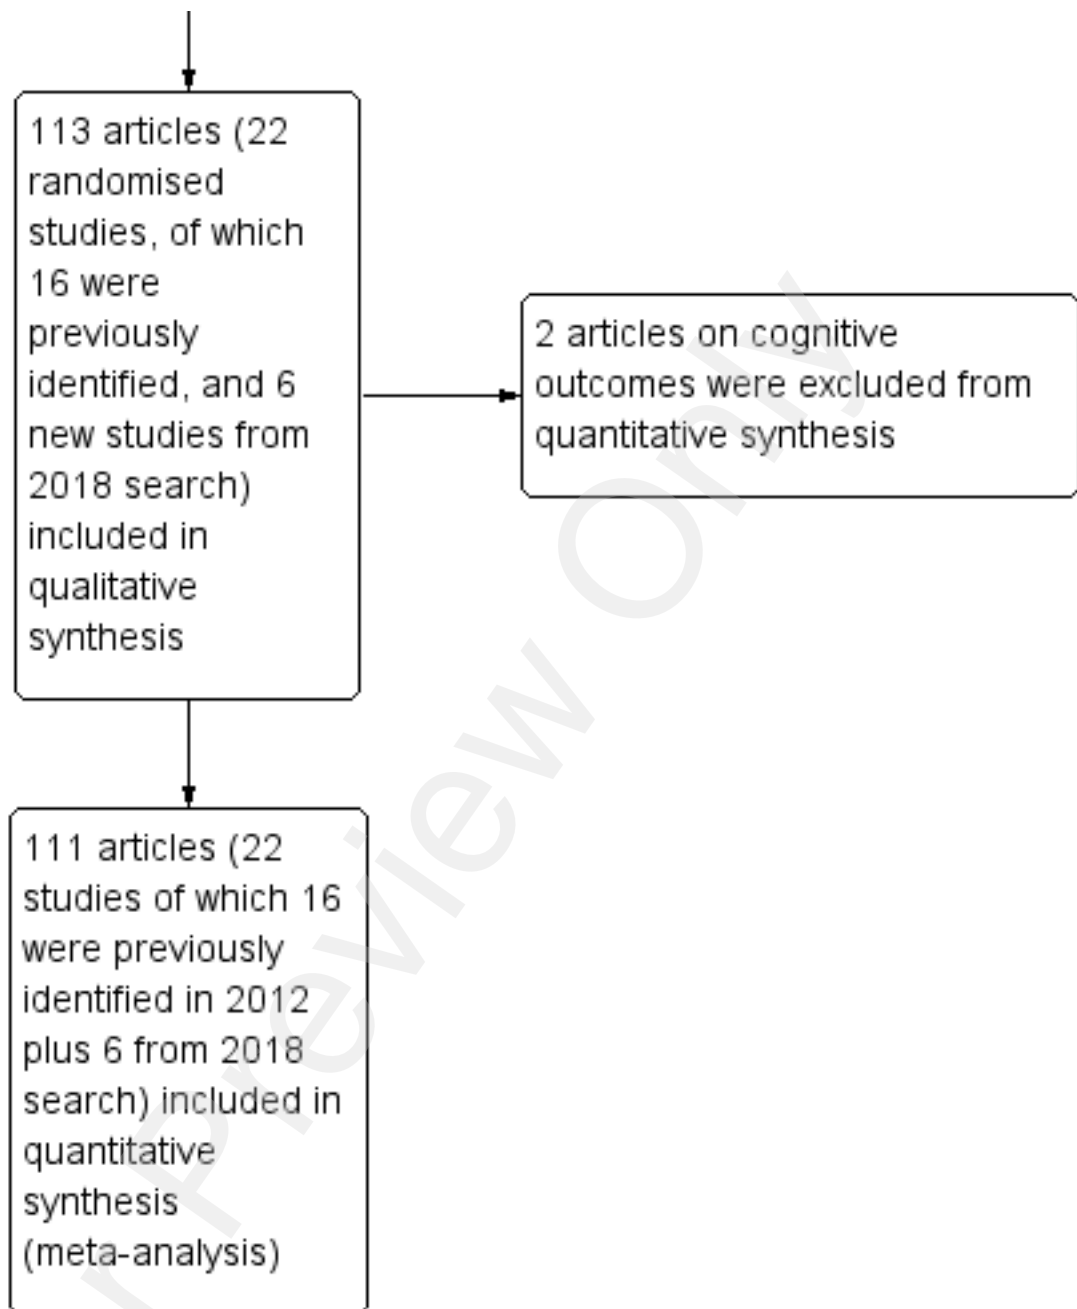 113 articles (22
randomised
studies, of which
16 were
previously
identified, and 6
new studies from
2018 search)
included in
qualitative
synthesis
2 articles on cognitive
outcomes were excluded from
quantitative synthesis
111 articles (22
studies of which 16
were previously
identified in 2012
plus 6 from 2018
search) included in
quantitative
synthesis
(meta-analysis)
Preview Only